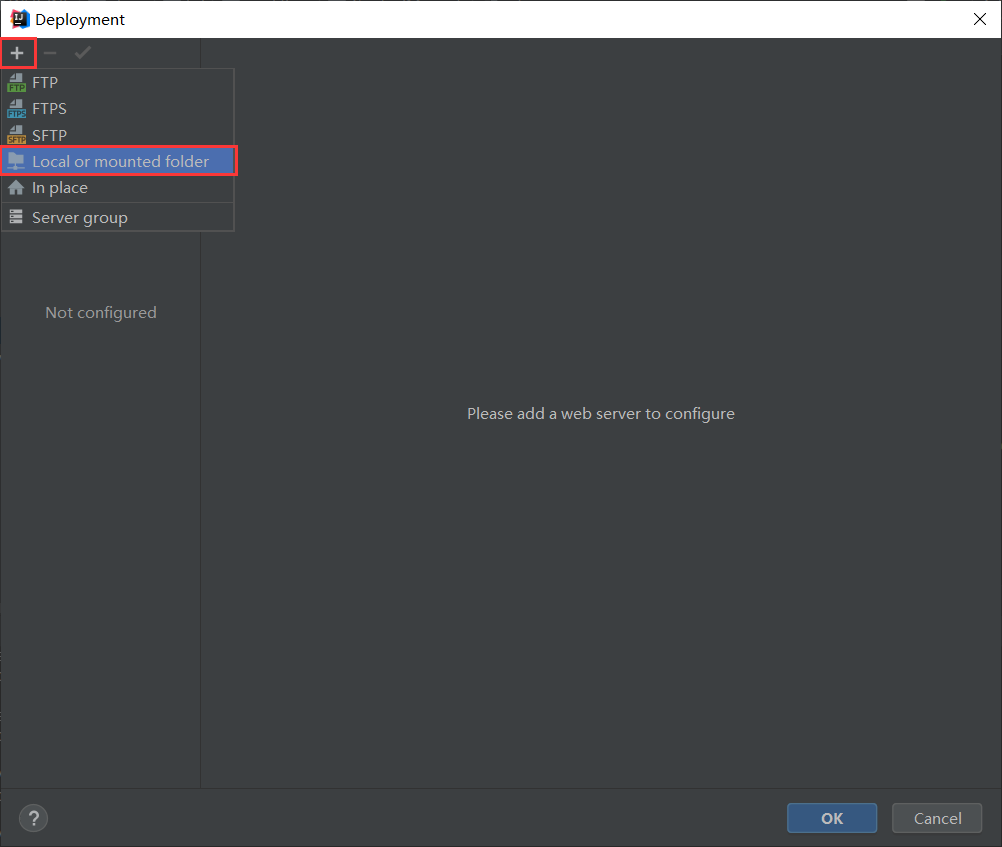 Deployment
FTP
FTPS
SFTP
Local or mounted folder
In place
Server group
Not configured
Please add a web server to configure
?
OK
Cancel